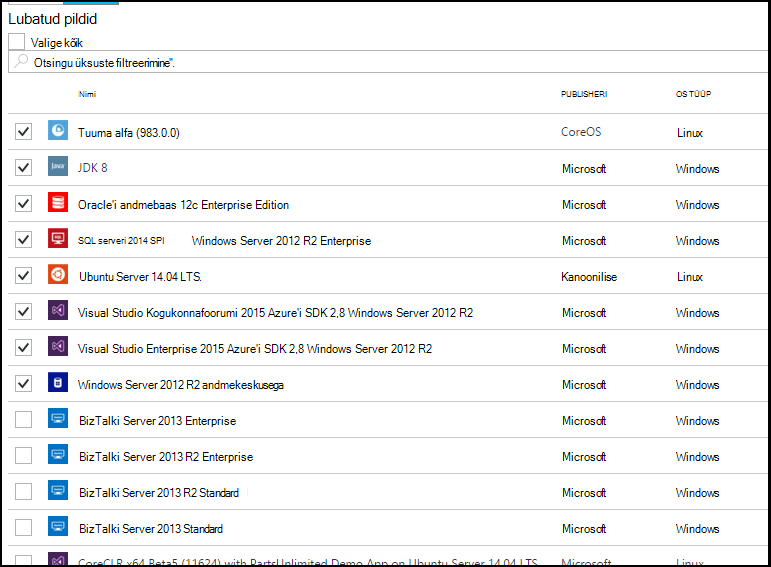 Lubatud pildid
Valige kõik
Otsingu üksuste filtreerimine".
Nimi PUBLISHERI OS TÜÜP
Tuuma alfa (983.0.0) CoreOS Linux
Java JDK 8 Microsoft Windows
Oracle'i andmebaas 12c Enterprise Edition Microsoft Windows
SQL serveri 2014 SPI Windows Server 2012 R2 Enterprise Microsoft Windows
Ubuntu Server 14.04 LTS. Kanoonilise Linux
Visual Studio Kogukonnafoorumi 2015 Azure'i SDK 2,8 Windows Server 2012 R2 Microsoft Windows
Visual Studio Enterprise 2015 Azure'i SDK 2,8 Windows Server 2012 R2 Microsoft Windows
Windows Server 2012 R2 andmekeskusega Microsoft Windows
BizTalki Server 2013 Enterprise Microsoft Windows
BizTalki Server 2013 R2 Enterprise Microsoft Windows
BizTalki Server 2013 R2 Standard Microsoft Windows
BizTalki Server 2013 Standard Microsoft Windows
CoreCLR x64 Beta5 (11624) with PartsUnlimited Demo App on Ubuntu Server 14.04 LTS Microsoft Linux